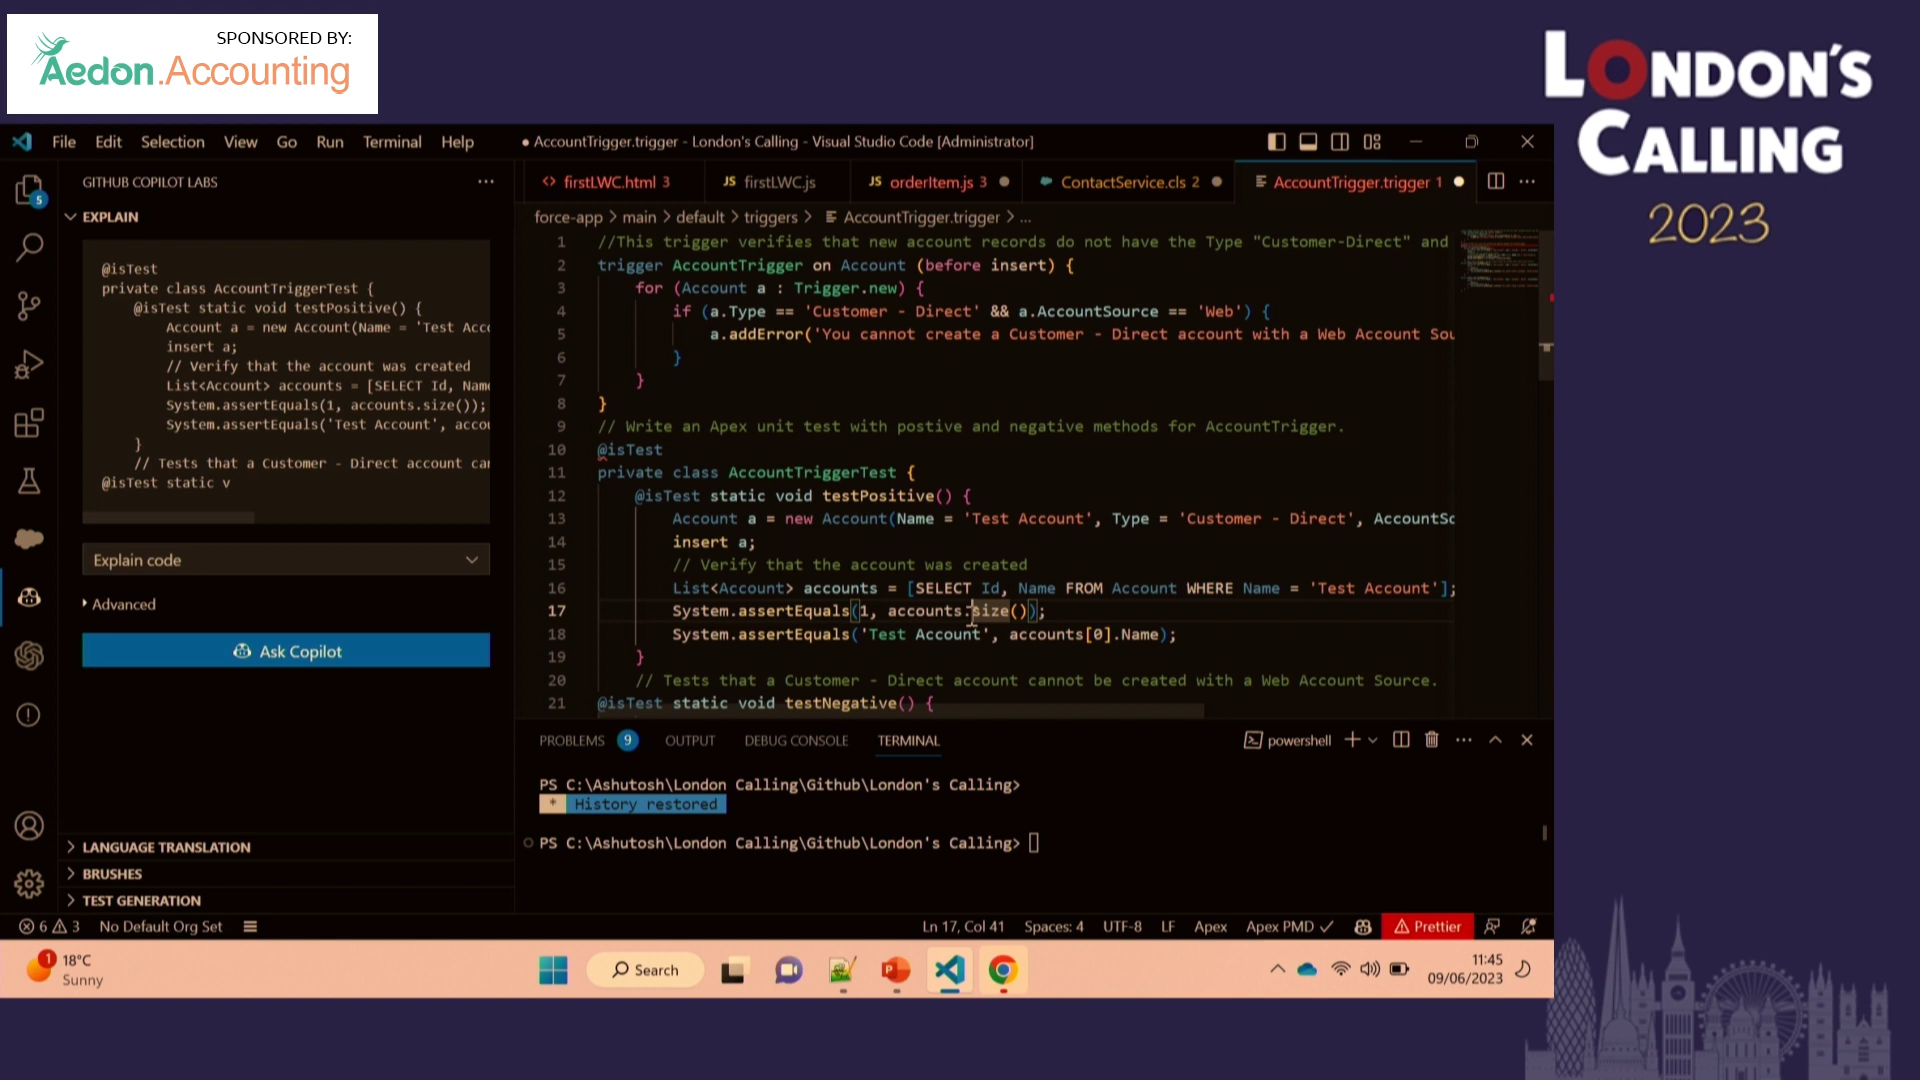 SPONSORED BY:
Aedon.Accounting
LONDON'S
CALLING
2023
File Edit Selection View Go Run Terminal Help
● AccountTrigger.trigger - London's Calling - Visual Studio Code [Administrator]
5
GITHUB COPILOT LABS
EXPLAIN
@isTest
private class AccountTriggerTest {
@isTest static void testPositive() {
Account a = new Account(Name = 'Test Acc
insert a;
// Verify that the account was created
List<Account> accounts = [SELECT Id, Name
System.assertEquals(1, accounts.size());
System.assertEquals('Test Account', accou
}
// Tests that a Customer - Direct account can
@isTest static v
Explain code
Advanced
Ask Copilot
LANGUAGE TRANSLATION
BRUSHES
TEST GENERATION
<> firstLWC.html 3 JS firstLWC.js JS orderItem.js 3 ContactService.cls 2 AccountTrigger.trigger 1
force-app > main > default > triggers > AccountTrigger.trigger > ...
1 //This trigger verifies that new account records do not have the Type "Customer-Direct" and
2 trigger AccountTrigger on Account (before insert) {
3 for (Account a : Trigger.new) {
4 if (a.Type == 'Customer - Direct' && a.AccountSource == 'Web') {
5 a.addError('You cannot create a Customer - Direct account with a Web Account Sou
6 }
7 }
8 }
9 // Write an Apex unit test with postive and negative methods for AccountTrigger.
10 @isTest
11 private class AccountTriggerTest {
12 @isTest static void testPositive() {
13 Account a = new Account(Name = 'Test Account', Type = 'Customer - Direct', AccountSo
14 insert a;
15 // Verify that the account was created
16 List<Account> accounts = [SELECT Id, Name FROM Account WHERE Name = 'Test Account'];
17 System.assertEquals(1, accounts.size());
18 System.assertEquals('Test Account', accounts[0].Name);
19 }
20 // Tests that a Customer - Direct account cannot be created with a Web Account Source.
21 @isTest static void testNegative() {
PROBLEMS 9 OUTPUT DEBUG CONSOLE TERMINAL
powershell
PS C:\Ashutosh\London Calling\Github\London's Calling>
* History restored
PS C:\Ashutosh\London Calling\Github\London's Calling>
6 3 No Default Org Set
Ln 17, Col 41 Spaces: 4 UTF-8 LF Apex Apex PMD Prettier
1 18°C
Sunny
Search
11:45
09/06/2023